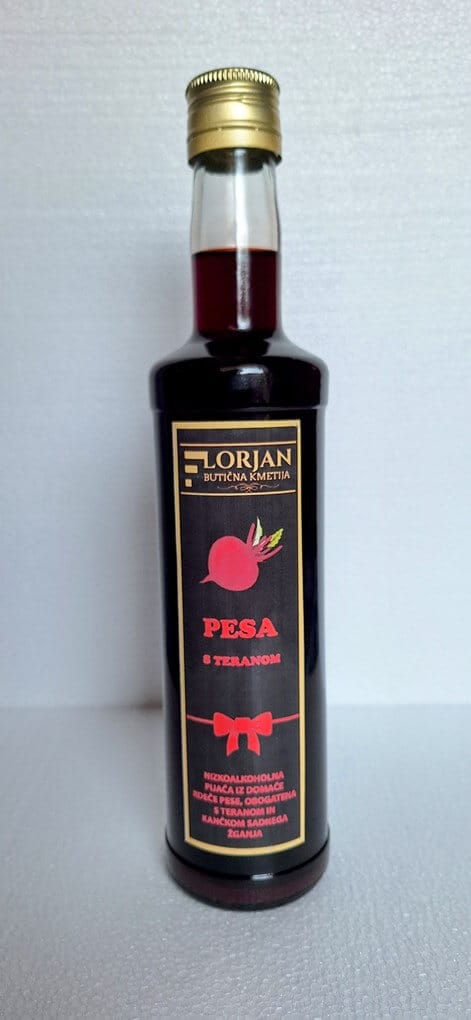 FLORJAN
BUTIČNA KMETIJA
PESA
S TERANOM
NIZKOALKOHOLNA
PIJAČA IZ DOMAČE
RDEČE PESE, OBOGATENA
S TERANOM IN
KANČKOM SADNEGA
ŽGANJA